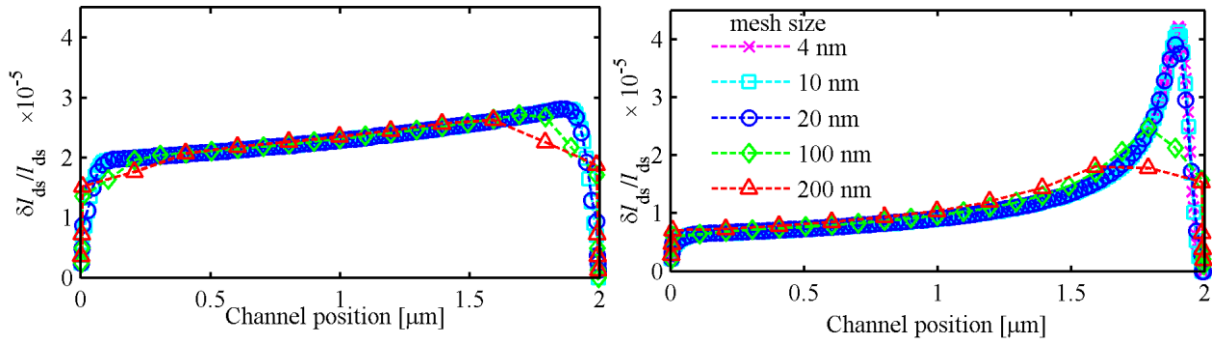 4
3
2
1
0
δI_ds/I_ds ×10⁻⁵
0 0.5 1 1.5 2
Channel position [μm]
4
3
2
1
0
δI_ds/I_ds × 10⁻⁵
mesh size
4 nm
10 nm
20 nm
100 nm
200 nm
0 0.5 1 1.5 2
Channel position [μm]